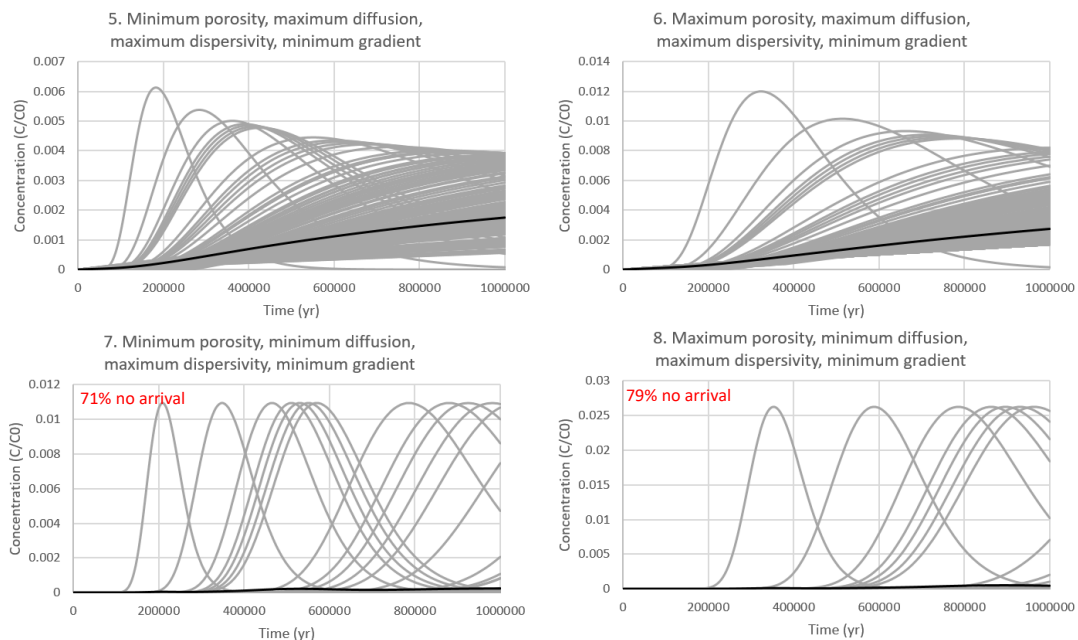 5. Minimum porosity, maximum diffusion,
maximum dispersivity, minimum gradient
0.007
0.006
0.005
0.004
0.003
0.002
0.001
0
Concentration (C/C0)
0 200000 400000 600000 800000 1000000
Time (yr)
6. Maximum porosity, maximum diffusion,
maximum dispersivity, minimum gradient
0.014
0.012
0.01
0.008
0.006
0.004
0.002
0
Concentration (C/C0)
0 200000 400000 600000 800000 1000000
Time (yr)
7. Minimum porosity, minimum diffusion,
maximum dispersivity, minimum gradient
71% no arrival
0.012
0.01
0.008
0.006
0.004
0.002
0
Concentration (C/C0)
0 200000 400000 600000 800000 1000000
Time (yr)
8. Maximum porosity, minimum diffusion,
maximum dispersivity, minimum gradient
79% no arrival
0.03
0.025
0.02
0.015
0.01
0.005
0
Concentration (C/C0)
0 200000 400000 600000 800000 1000000
Time (yr)